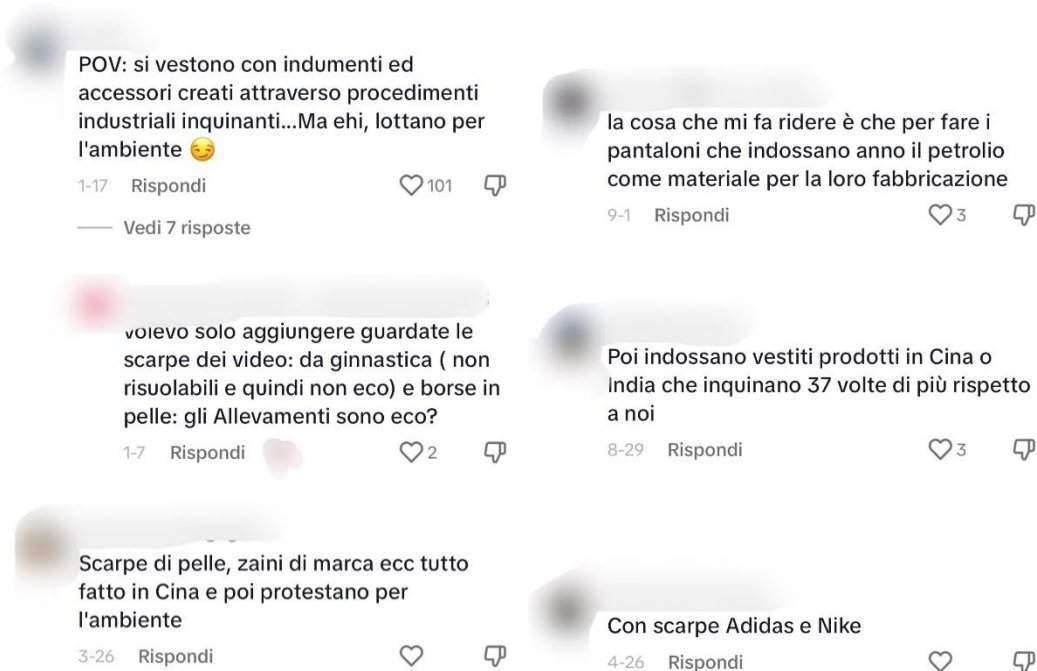 POV: si vestono con indumenti ed
accessori creati attraverso procedimenti
industriali inquinanti...Ma ehi, lottano per
l'ambiente 😏
1-17 Rispondi 101
Vedi 7 risposte
volevo solo aggiungere guardate le
scarpe dei video: da ginnastica ( non
risuolabili e quindi non eco) e borse in
pelle: gli Allevamenti sono eco?
1-7 Rispondi 2
Scarpe di pelle, zaini di marca ecc tutto
fatto in Cina e poi protestano per
l'ambiente
3-26 Rispondi
la cosa che mi fa ridere è che per fare i
pantaloni che indossano anno il petrolio
come materiale per la loro fabbricazione
9-1 Rispondi 3
Poi indossano vestiti prodotti in Cina o
India che inquinano 37 volte di più rispetto
a noi
8-29 Rispondi 3
Con scarpe Adidas e Nike
4-26 Rispondi